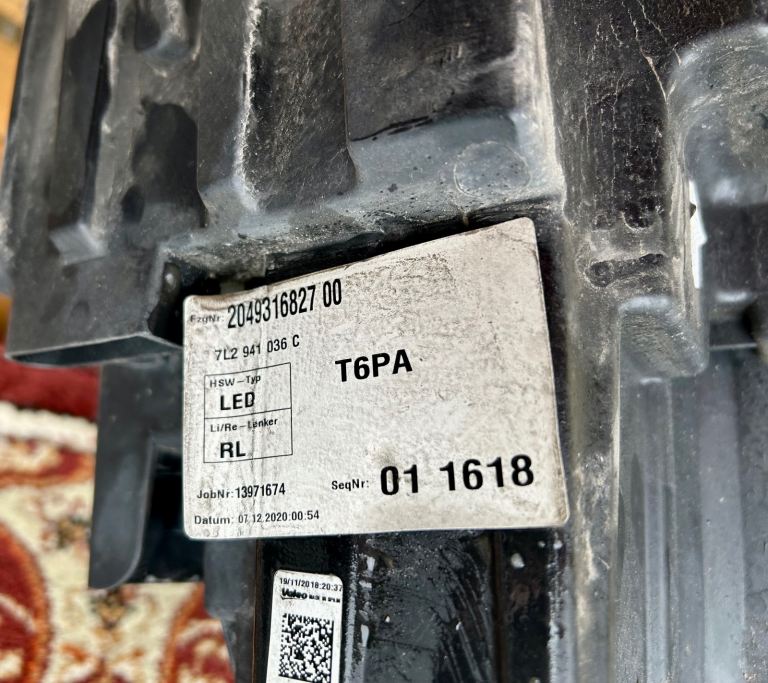 FzgNr: 2049316827 00
7L2 941 036 C
T6PA
HSW-Typ
LED
Li/Re-Lenker
RL
JobNr: 13971674
SeqNr: 01 1618
Datum: 07.12.2020:00:54
19/11/2018:20:37
Valeo